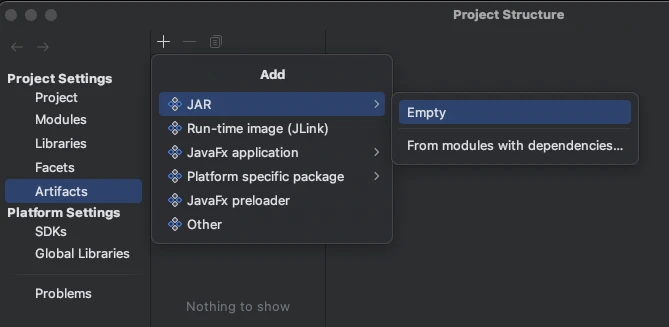 Project Structure
Project Settings
Project
Modules
Libraries
Facets
Artifacts
Platform Settings
SDKs
Global Libraries
Problems
Add
JAR
Run-time image (JLink)
JavaFx application
Platform specific package
JavaFx preloader
Other
Empty
From modules with dependencies...
Nothing to show